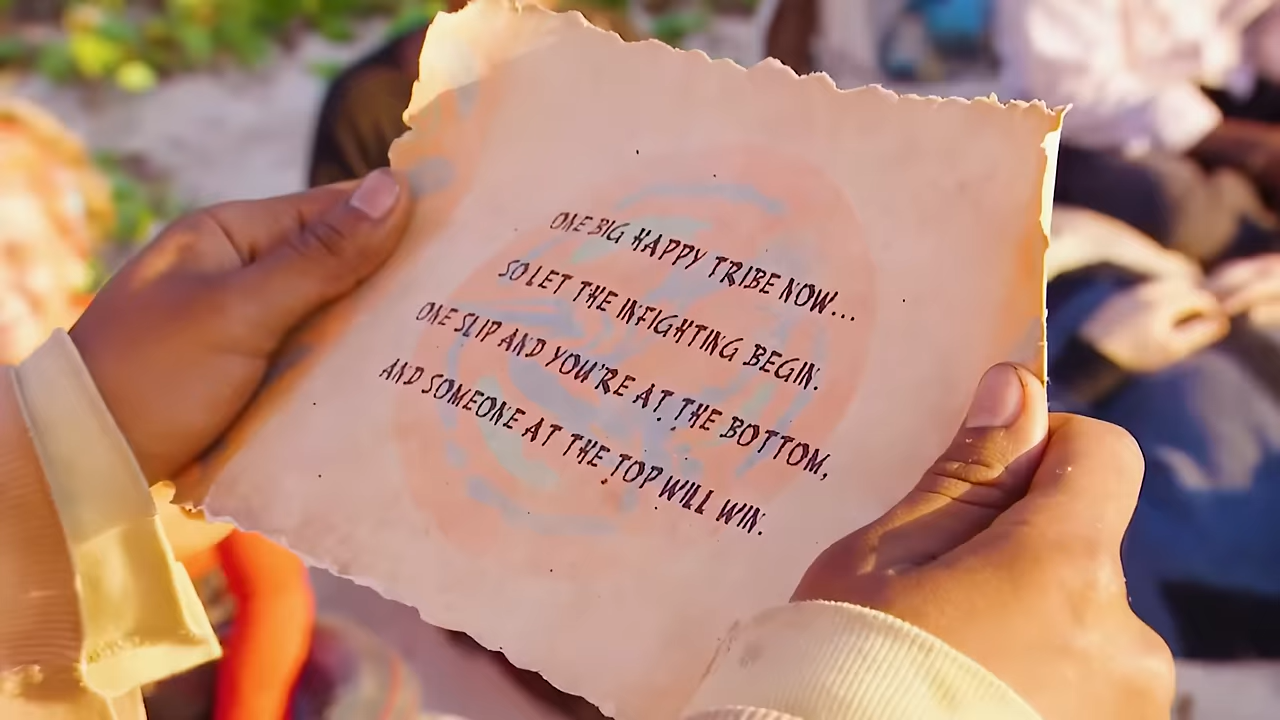 ONE BIG HAPPY TRIBE NOW...
SO LET THE INFIGHTING BEGIN.
ONE SLIP AND YOU'RE AT THE BOTTOM,
AND SOMEONE AT THE TOP WILL WIN.